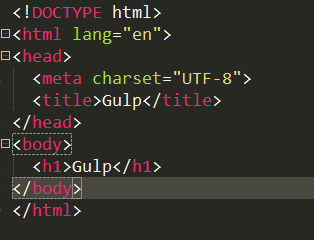 <!DOCTYPE html>
<html lang="en">
<head>
  <meta charset="UTF-8">
  <title>Gulp</title>
</head>
<body>
  <h1>Gulp</h1>
</body>
</html>